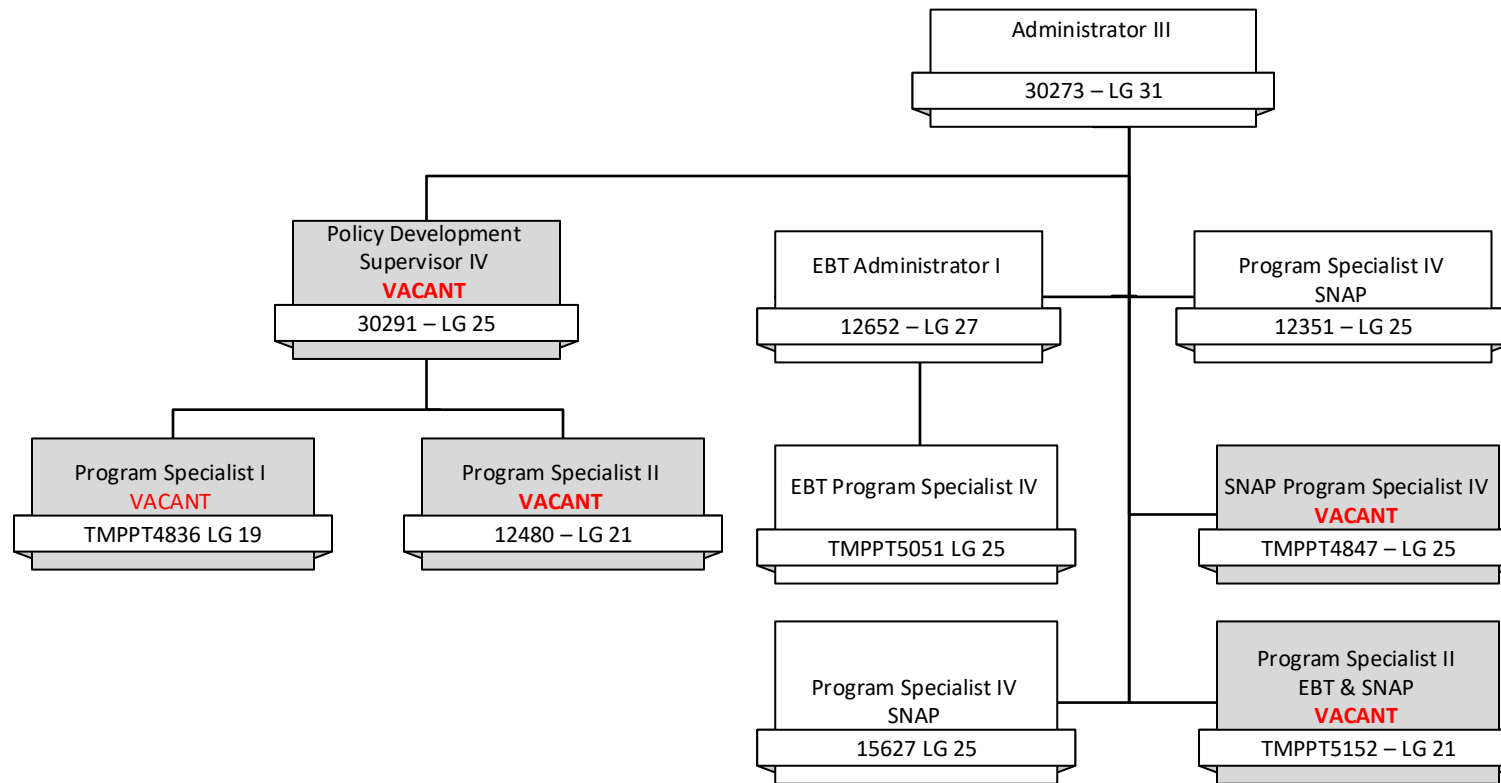 Administrator III
30273 – LG 31
Policy Development
Supervisor IV
VACANT
30291 – LG 25
EBT Administrator I
12652 – LG 27
Program Specialist IV
SNAP
12351 – LG 25
Program Specialist I
VACANT
TMPPT4836 LG 19
Program Specialist II
VACANT
12480 – LG 21
EBT Program Specialist IV
TMPPT5051 LG 25
SNAP Program Specialist IV
VACANT
TMPPT4847 – LG 25
Program Specialist IV
SNAP
15627 LG 25
Program Specialist II
EBT & SNAP
VACANT
TMPPT5152 – LG 21